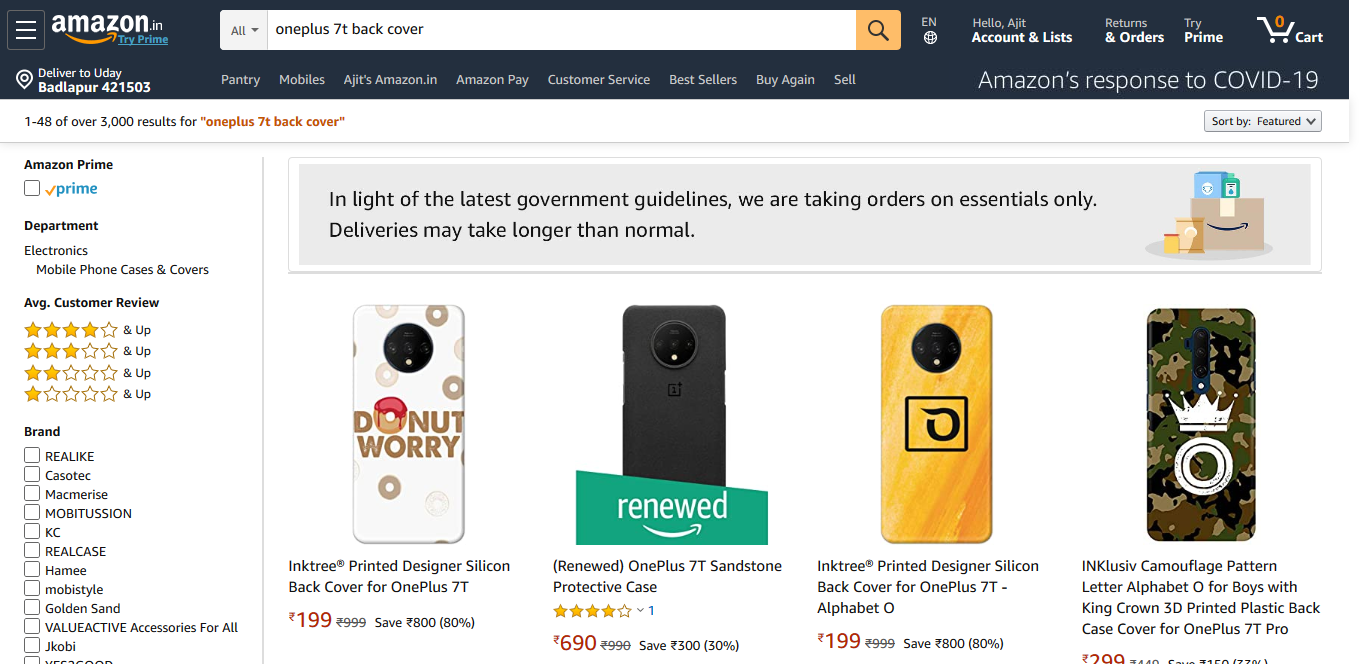 amazon.in
Try Prime
All
oneplus 7t back cover
EN
Hello, Ajit
Account & Lists
Returns
& Orders
Try
Prime
0
Cart
Deliver to Uday
Badlapur 421503
Pantry
Mobiles
Ajit's Amazon.in
Amazon Pay
Customer Service
Best Sellers
Buy Again
Sell
Amazon's response to COVID-19
1-48 of over 3,000 results for "oneplus 7t back cover"
Sort by: Featured
Amazon Prime
prime
Department
Electronics
Mobile Phone Cases & Covers
Avg. Customer Review
& Up
& Up
& Up
& Up
Brand
REALIKE
Casotec
Macmerise
MOBITUSSION
KC
REALCASE
Hamee
mobistyle
Golden Sand
VALUEACTIVE Accessories For All
Jkobi
YES2GOOD
In light of the latest government guidelines, we are taking orders on essentials only.
Deliveries may take longer than normal.
DONUT
WORRY
Inktree® Printed Designer Silicon
Back Cover for OnePlus 7T
₹199 ₹999 Save ₹800 (80%)
renewed
(Renewed) OnePlus 7T Sandstone
Protective Case
1
₹690 ₹990 Save ₹300 (30%)
O
Inktree® Printed Designer Silicon
Back Cover for OnePlus 7T -
Alphabet O
₹199 ₹999 Save ₹800 (80%)
O
INKlusiv Camouflage Pattern
Letter Alphabet O for Boys with
King Crown 3D Printed Plastic Back
Case Cover for OnePlus 7T Pro
₹299 ₹449 Save ₹150 (33%)